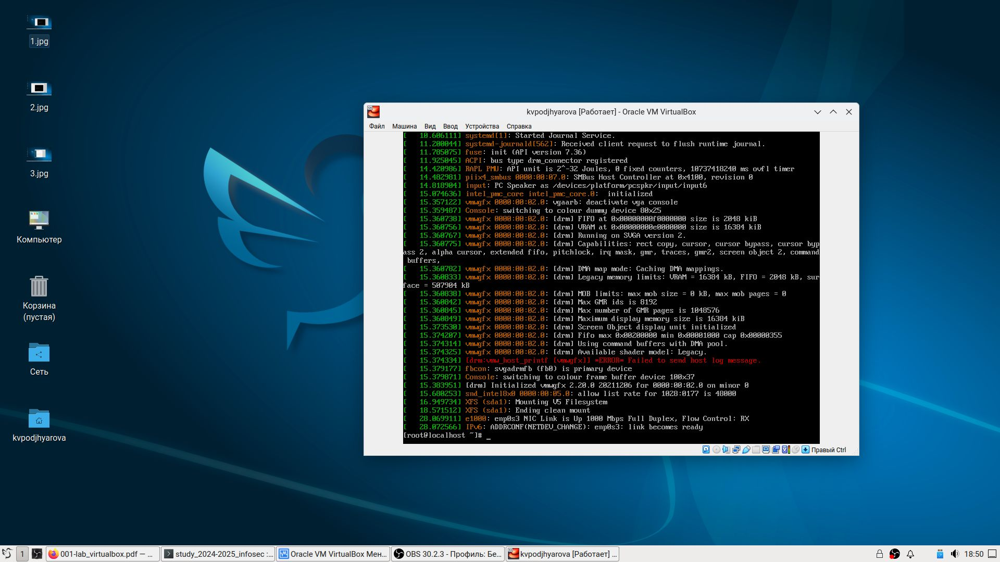 1.jpg
2.jpg
3.jpg
Компьютер
Корзина
(пустая)
Сеть
kvpodjhyarova
kvpodjhyarova [Работает] - Oracle VM VirtualBox
Файл Машина Вид Ввод Устройства Справка
[   10.606111] systemd[1]: Started Journal Service.
[   11.200044] systemd-journald[562]: Received client request to flush runtime journal.
[   11.785075] fuse: init (API version 7.36)
[   11.925045] ACPI: bus type drm_connector registered
[   14.420986] RAPL PMU: API unit is 2^-32 Joules, 0 fixed counters, 10737418240 ms ovfl timer
[   14.482981] piix4_smbus 0000:00:07.0: SMBus Host Controller at 0x4100, revision 0
[   14.818904] input: PC Speaker as /devices/platform/pcspkr/input/input6
[   15.074636] intel_pmc_core intel_pmc_core.0:  initialized
[   15.357122] vmwgfx 0000:00:02.0: vgaarb: deactivate vga console
[   15.359487] Console: switching to colour dummy device 80x25
[   15.360738] vmwgfx 0000:00:02.0: [drm] FIFO at 0x00000000f0000000 size is 2048 kiB
[   15.360756] vmwgfx 0000:00:02.0: [drm] VRAM at 0x00000000e0000000 size is 16384 kiB
[   15.360767] vmwgfx 0000:00:02.0: [drm] Running on SVGA version 2.
[   15.360775] vmwgfx 0000:00:02.0: [drm] Capabilities: rect copy, cursor, cursor bypass, cursor byp
ass 2, alpha cursor, extended fifo, pitchlock, irq mask, gmr, traces, gmr2, screen object 2, command
 buffers,
[   15.360782] vmwgfx 0000:00:02.0: [drm] DMA map mode: Caching DMA mappings.
[   15.360833] vmwgfx 0000:00:02.0: [drm] Legacy memory limits: VRAM = 16384 kB, FIFO = 2048 kB, sur
face = 507904 kB
[   15.360838] vmwgfx 0000:00:02.0: [drm] MOB limits: max mob size = 0 kB, max mob pages = 0
[   15.360842] vmwgfx 0000:00:02.0: [drm] Max GMR ids is 8192
[   15.360845] vmwgfx 0000:00:02.0: [drm] Max number of GMR pages is 1048576
[   15.360849] vmwgfx 0000:00:02.0: [drm] Maximum display memory size is 16384 kiB
[   15.373530] vmwgfx 0000:00:02.0: [drm] Screen Object display unit initialized
[   15.374207] vmwgfx 0000:00:02.0: [drm] Fifo max 0x00200000 min 0x00001000 cap 0x00000355
[   15.374314] vmwgfx 0000:00:02.0: [drm] Using command buffers with DMA pool.
[   15.374325] vmwgfx 0000:00:02.0: [drm] Available shader model: Legacy.
[   15.374334] [drm:vmw_host_printf [vmwgfx]] *ERROR* Failed to send host log message.
[   15.379177] fbcon: svgadrmfb (fb0) is primary device
[   15.379871] Console: switching to colour frame buffer device 100x37
[   15.383951] [drm] Initialized vmwgfx 2.20.0 20211206 for 0000:00:02.0 on minor 0
[   15.680253] snd_intel8x0 0000:00:05.0: allow list rate for 1028:0177 is 48000
[   16.949734] XFS (sda1): Mounting V5 Filesystem
[   18.571512] XFS (sda1): Ending clean mount
[   28.069911] e1000: enp0s3 NIC Link is Up 1000 Mbps Full Duplex, Flow Control: RX
[   28.072566] IPv6: ADDRCONF(NETDEV_CHANGE): enp0s3: link becomes ready
[root@localhost ~]# _
Правый Ctrl
1 001-lab_virtualbox.pdf — ... study_2024-2025_infosec :... Oracle VM VirtualBox Мен... OBS 30.2.3 - Профиль: Бе... kvpodjhyarova [Работает] ... 18:50